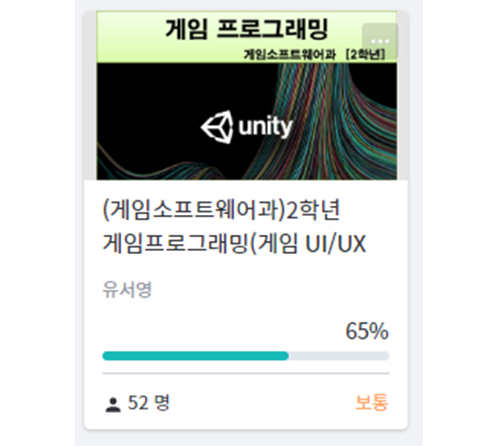 게임 프로그래밍
게임소프트웨어과 [2학년]
unity
(게임소프트웨어과)2학년
게임프로그래밍(게임 UI/UX
유서영
65%
52 명
보통